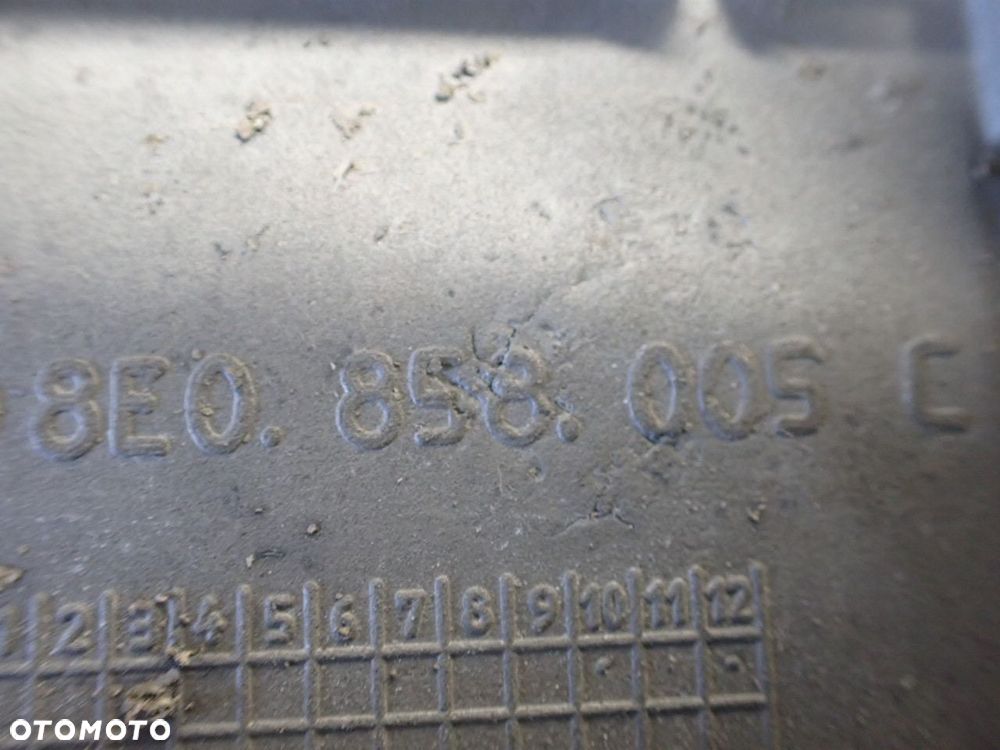 8E0. 858. 005 C
1 2 3 4 5 6 7 8 9 10 11 12
OTOMOTO